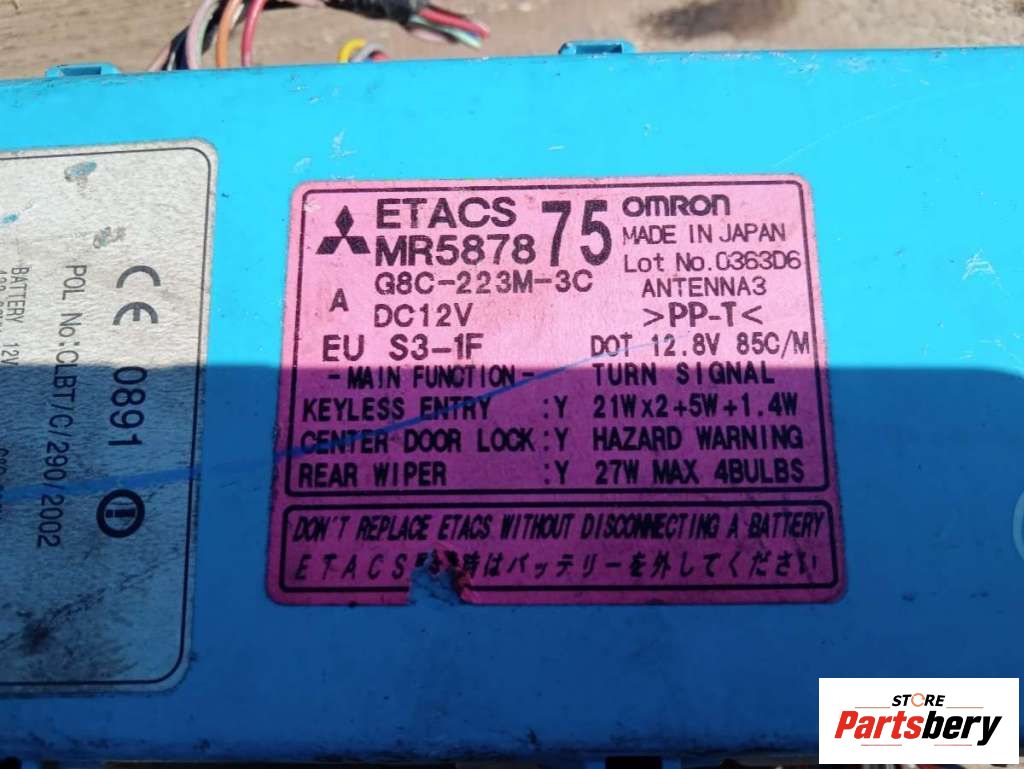 ETACS 75
MR5878
OMRON
MADE IN JAPAN
Lot No.0363D6
G8C-223M-3C
ANTENNA3
A
DC12V
>PP-T<
EU S3-1F
DOT 12.8V 85C/M
- MAIN FUNCTION -
TURN SIGNAL
KEYLESS ENTRY :Y
21W×2+5W+1.4W
CENTER DOOR LOCK:Y
HAZARD WARNING
REAR WIPER :Y
27W MAX 4BULBS
DON'T REPLACE ETACS WITHOUT DISCONNECTING A BATTERY
ETACS 時はバッテリーを外してください
CE 0891
POL No:CLBT/C/290/2002
BATTERY 12V
STORE
Partsbery